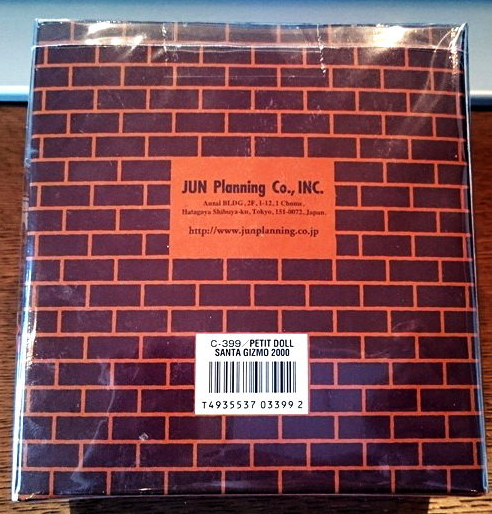 JUN Planning Co., INC.
Anzai BLDG, 2F, 1-12, 1 Chome,
Hatagaya Shibuya-ku, Tokyo, 151-0072, Japan.
http://www.junplanning.co.jp
C-399/PETIT DOLL
SANTA GIZMO 2000
T4935537 03399 2